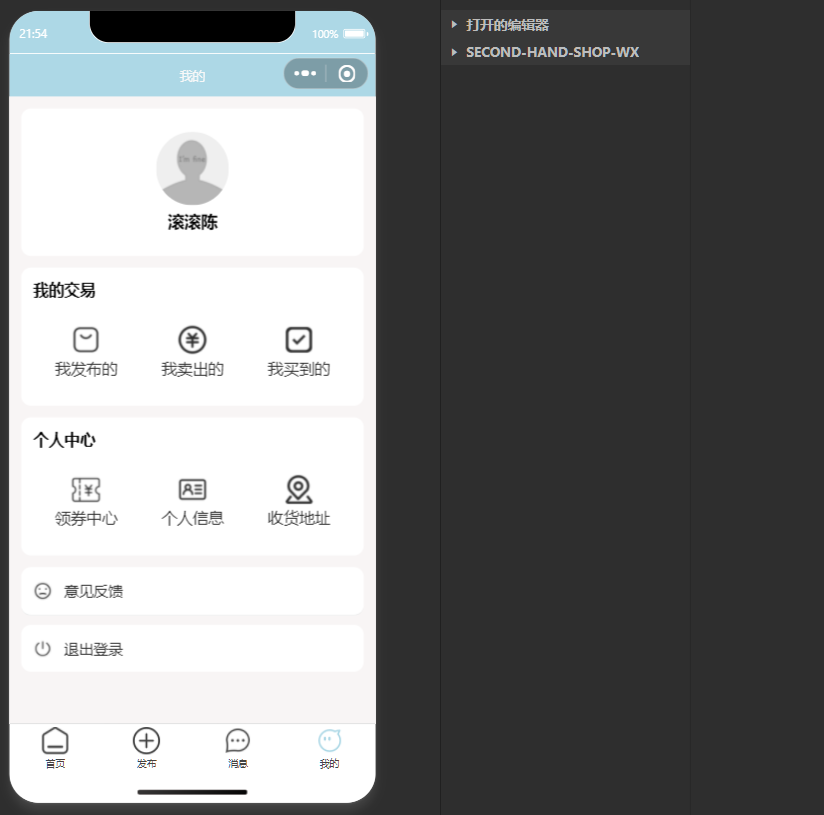 21:54
100%
我的
滚滚陈
我的交易
我发布的
我卖出的
我买到的
个人中心
领券中心
个人信息
收货地址
意见反馈
退出登录
首页
发布
消息
我的
打开的编辑器
SECOND-HAND-SHOP-WX